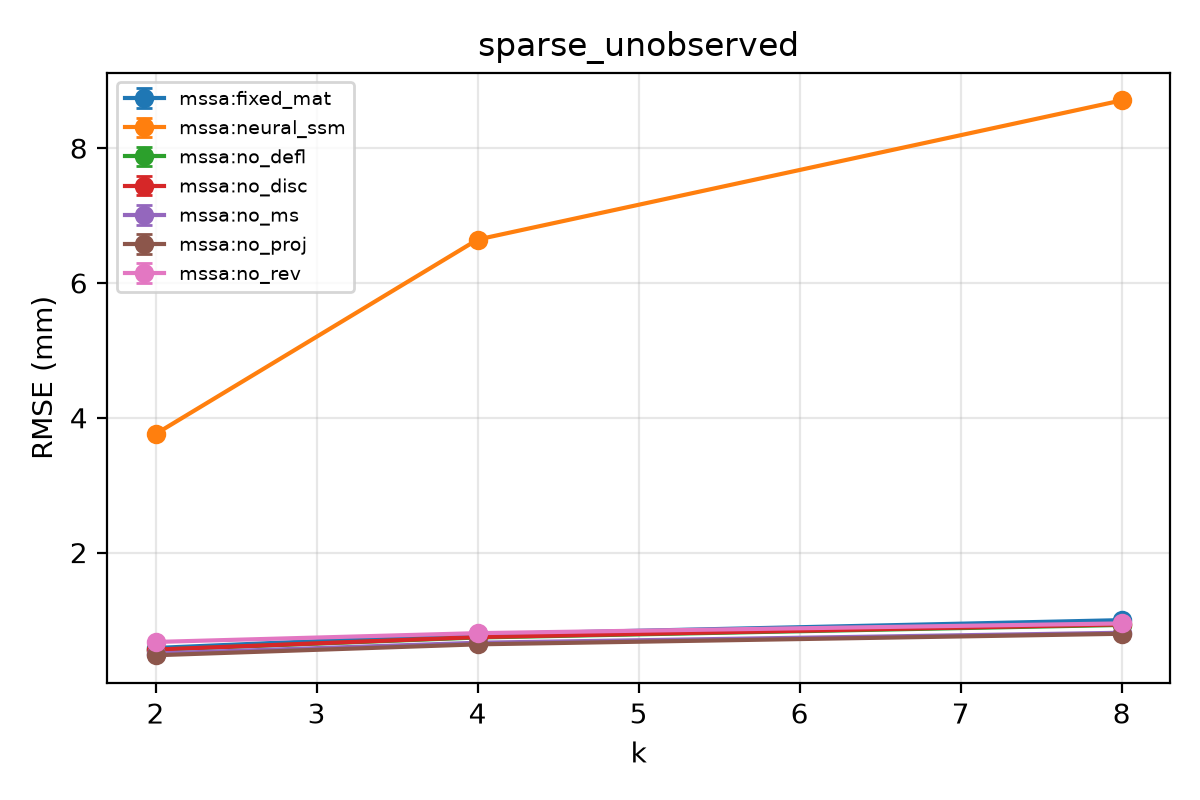 sparse_unobserved
mssa:fixed_mat
mssa:neural_ssm
mssa:no_defl
mssa:no_disc
mssa:no_ms
mssa:no_proj
mssa:no_rev
RMSE (mm)
8
6
4
2
2 3 4 5 6 7 8
k